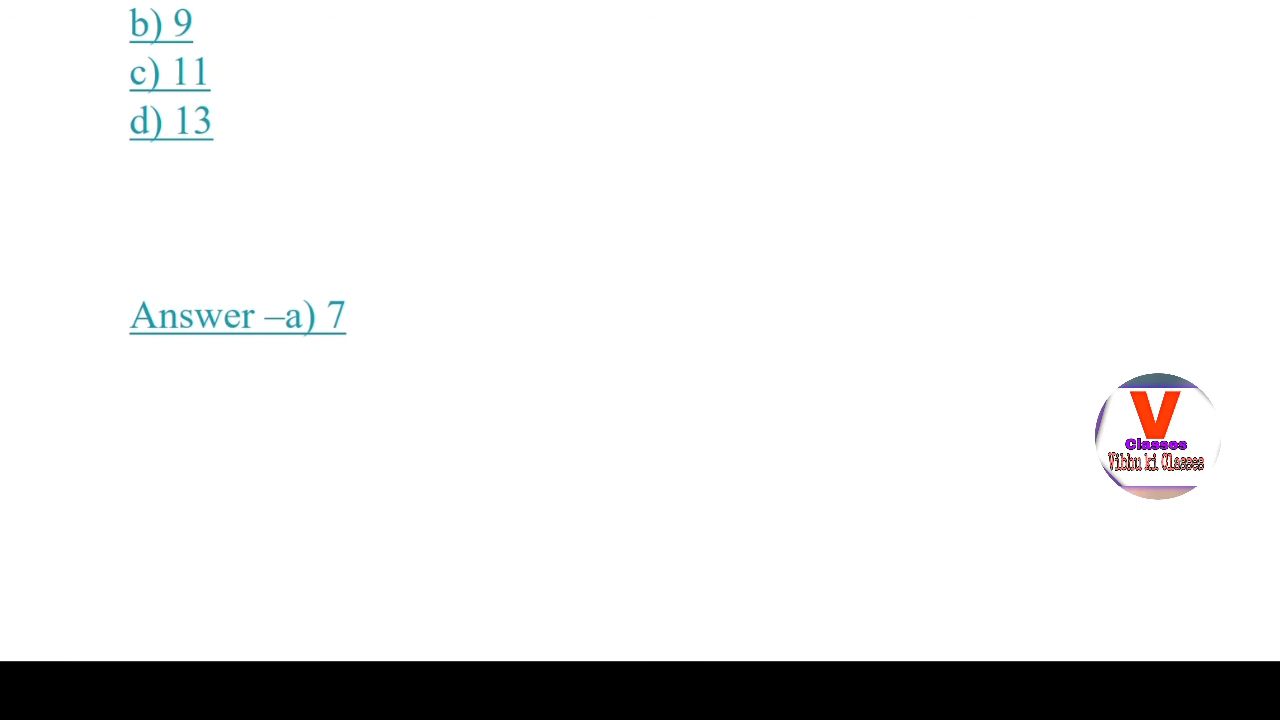 b) 9
c) 11
d) 13
Answer –a) 7
V
Classes
Vibhu ki Classes